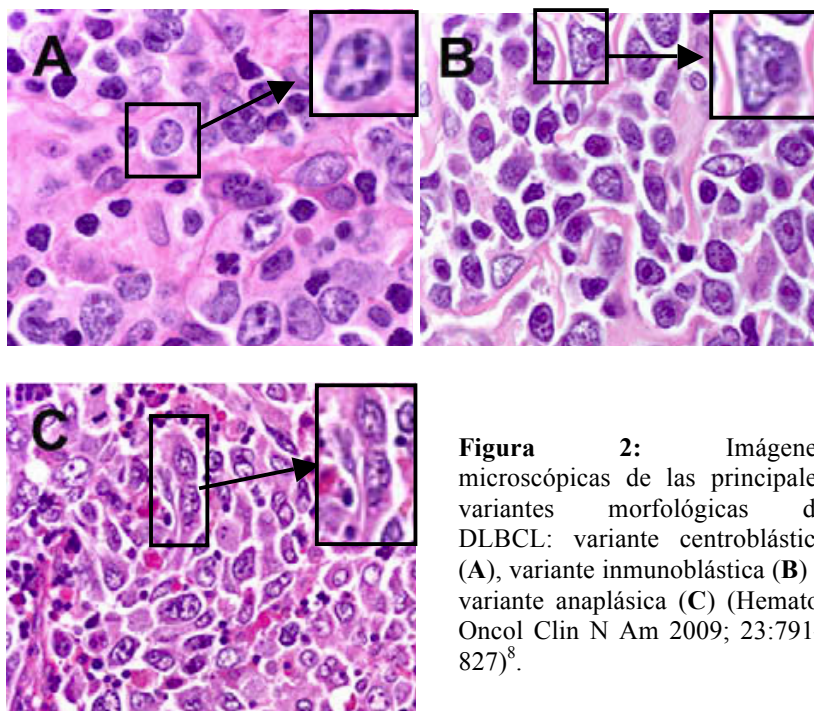 A
B
C
Figura 2: Imágene
microscópicas de las principale
variantes morfológicas d
DLBCL: variante centroblástic
(A), variante inmunoblástica (B)
variante anaplásica (C) (Hemato
Oncol Clin N Am 2009; 23:791
827)8.